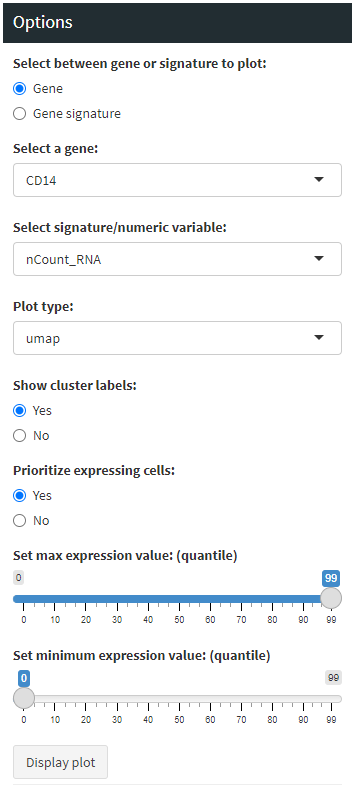 Options
Select between gene or signature to plot:
Gene
Gene signature
Select a gene:
CD14
Select signature/numeric variable:
nCount_RNA
Plot type:
umap
Show cluster labels:
Yes
No
Prioritize expressing cells:
Yes
No
Set max expression value: (quantile)
0 99
0 10 20 30 40 50 60 70 80 90 99
Set minimum expression value: (quantile)
0 99
0 10 20 30 40 50 60 70 80 90 99
Display plot